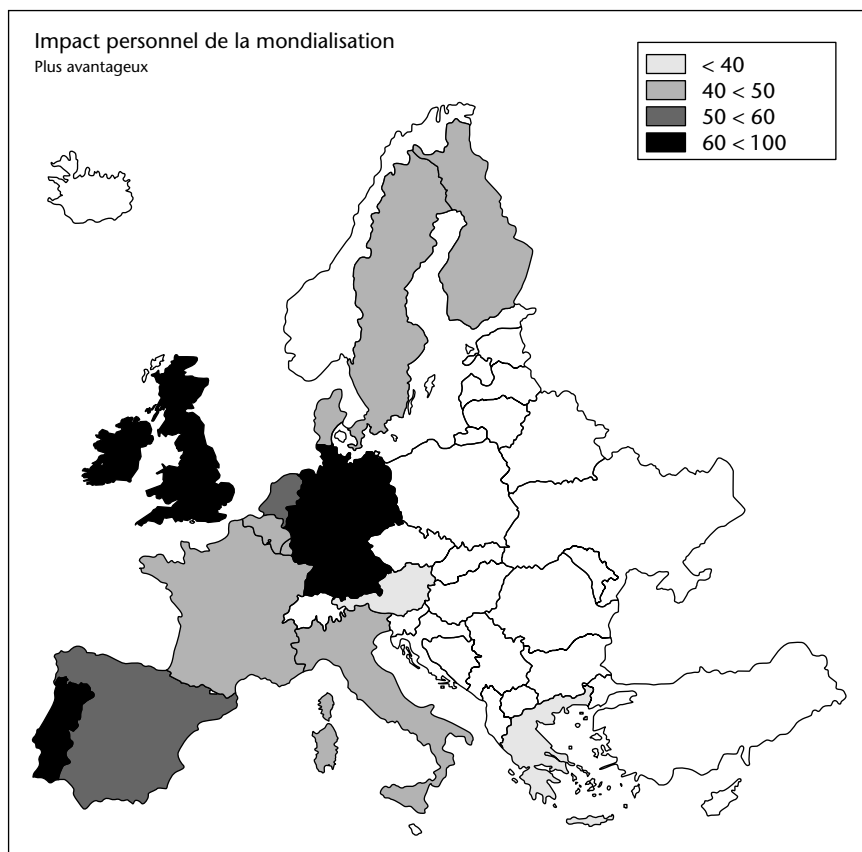 Impact personnel de la mondialisation
Plus avantageux
< 40
40 < 50
50 < 60
60 < 100